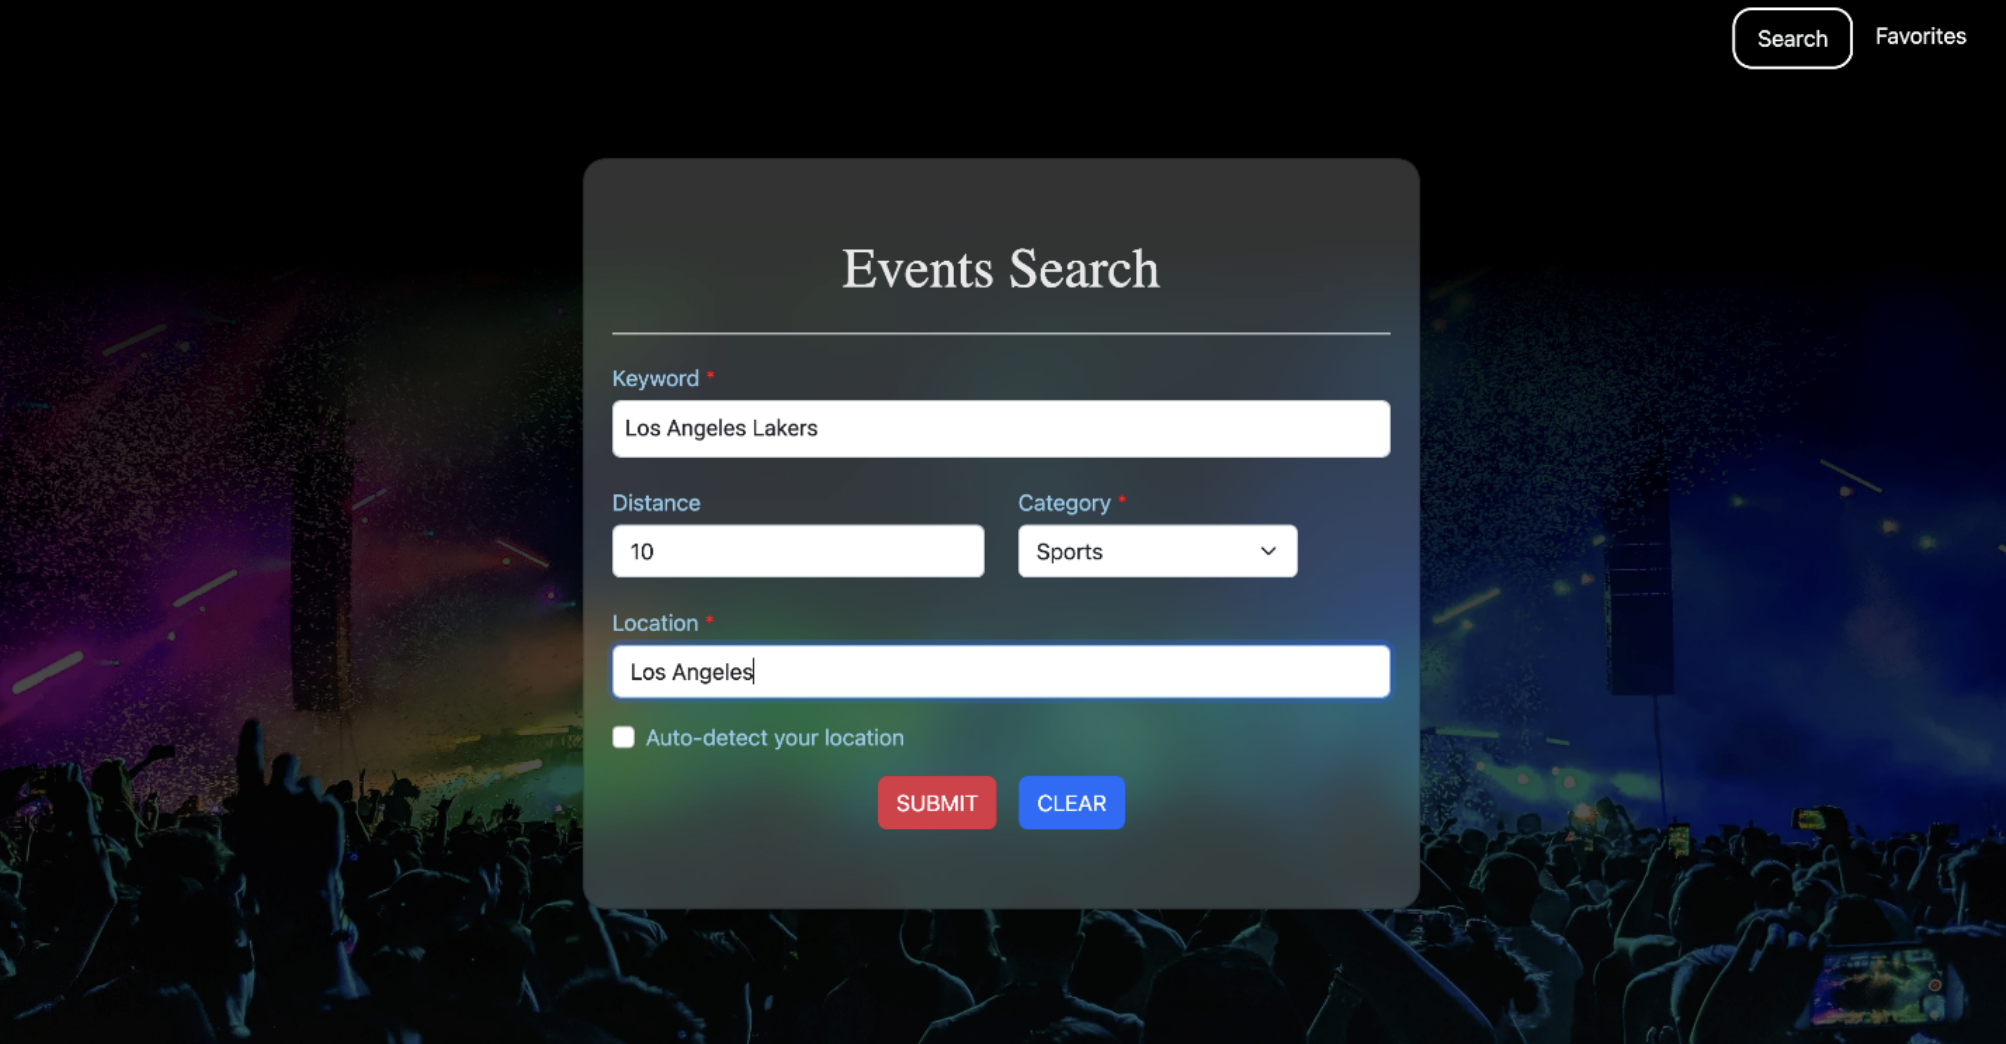 Search Favorites
Events Search
Keyword *
Los Angeles Lakers
Distance Category *
10 Sports
Location *
Los Angeles
Auto-detect your location
SUBMIT CLEAR